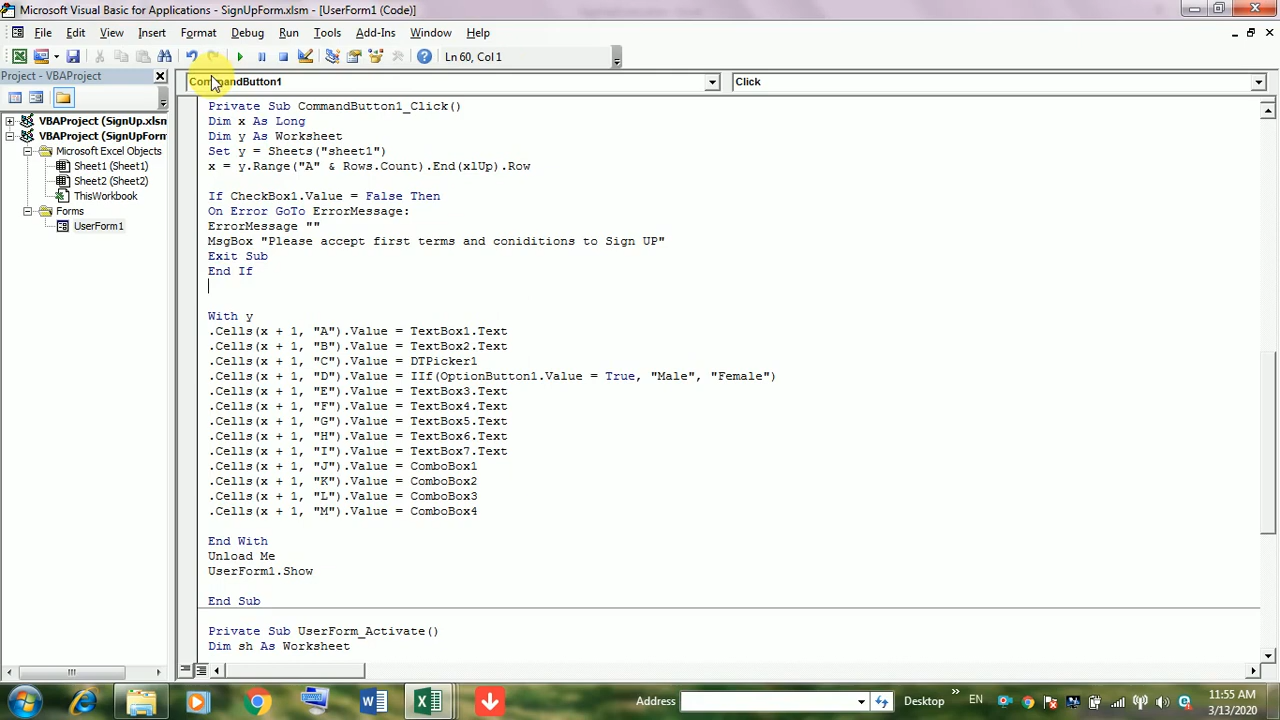 Microsoft Visual Basic for Applications - SignUpForm.xlsm - [UserForm1 (Code)]
File Edit View Insert Format Debug Run Tools Add-Ins Window Help
Ln 60, Col 1
Project - VBAProject
CommandButton1
Click
VBAProject (SignUp.xlsm
VBAProject (SignUpForm
Microsoft Excel Objects
Sheet1 (Sheet1)
Sheet2 (Sheet2)
ThisWorkbook
Forms
UserForm1
Private Sub CommandButton1_Click()
Dim x As Long
Dim y As Worksheet
Set y = Sheets("sheet1")
x = y.Range("A" & Rows.Count).End(xlUp).Row
If CheckBox1.Value = False Then
On Error GoTo ErrorMessage:
ErrorMessage ""
MsgBox "Please accept first terms and coniditions to Sign UP"
Exit Sub
End If
With y
.Cells(x + 1, "A").Value = TextBox1.Text
.Cells(x + 1, "B").Value = TextBox2.Text
.Cells(x + 1, "C").Value = DTPicker1
.Cells(x + 1, "D").Value = IIf(OptionButton1.Value = True, "Male", "Female")
.Cells(x + 1, "E").Value = TextBox3.Text
.Cells(x + 1, "F").Value = TextBox4.Text
.Cells(x + 1, "G").Value = TextBox5.Text
.Cells(x + 1, "H").Value = TextBox6.Text
.Cells(x + 1, "I").Value = TextBox7.Text
.Cells(x + 1, "J").Value = ComboBox1
.Cells(x + 1, "K").Value = ComboBox2
.Cells(x + 1, "L").Value = ComboBox3
.Cells(x + 1, "M").Value = ComboBox4
End With
Unload Me
UserForm1.Show
End Sub
Private Sub UserForm_Activate()
Dim sh As Worksheet
Address
Desktop
EN
11:55 AM
3/13/2020